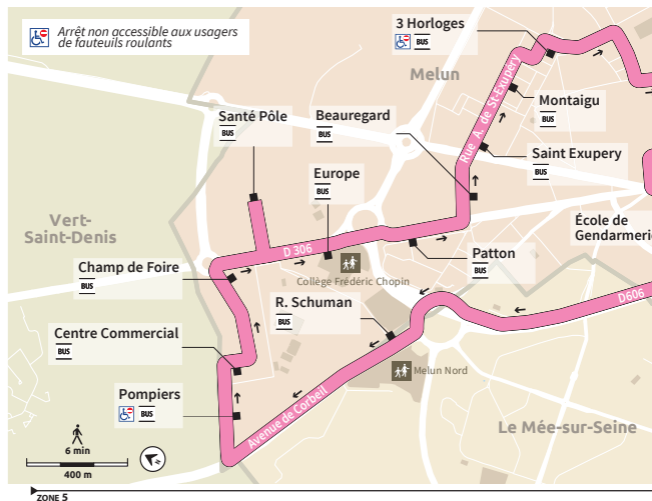 Arrêt non accessible aux usagers
de fauteuils roulants
3 Horloges
BUS
Melun
Santé Pôle
BUS
Beauregard
BUS
Rue A. de St-Exupéry
Montaigu
BUS
Saint Exupery
BUS
Europe
BUS
Vert-
Saint-Denis
École de
Gendarmerie
D 306
Patton
BUS
Champ de Foire
BUS
Collège Frédéric Chopin
R. Schuman
BUS
D606
Centre Commercial
BUS
Melun Nord
Pompiers
BUS
Avenue de Corbeil
Le Mée-sur-Seine
6 min
400 m
N
ZONE 5